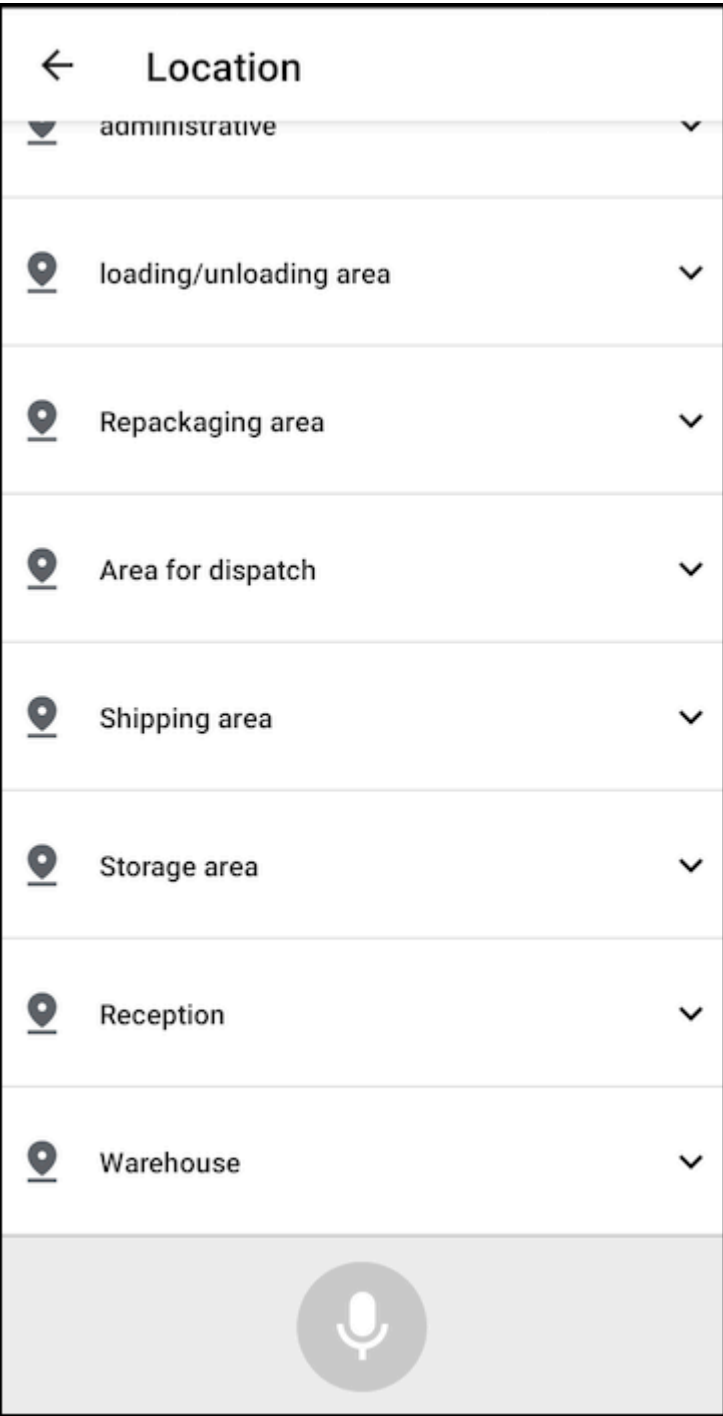 Location
administrative
loading/unloading area
Repackaging area
Area for dispatch
Shipping area
Storage area
Reception
Warehouse